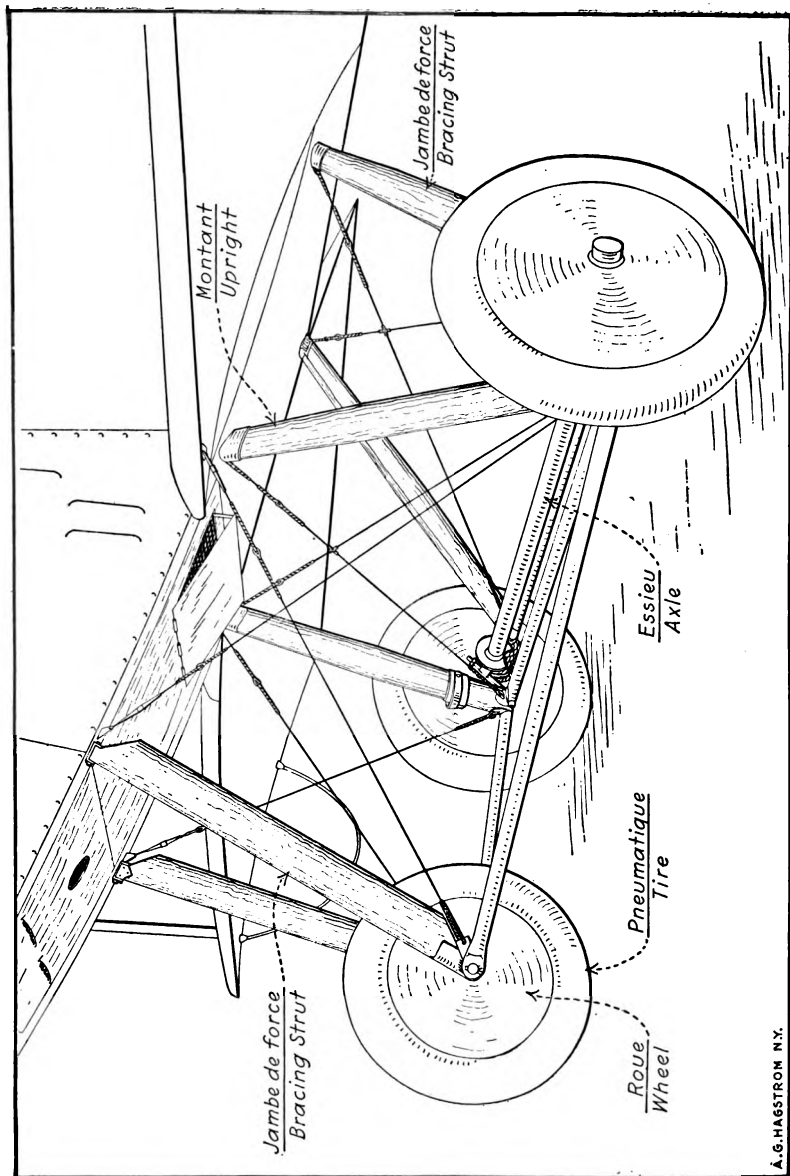 Jambe de force
Bracing Strut
Montant
Upright
Jambe de force
Bracing Strut
Essieu
Axle
Pneumatique
Tire
Roue
Wheel
A.G.HAGSTROM N.Y.